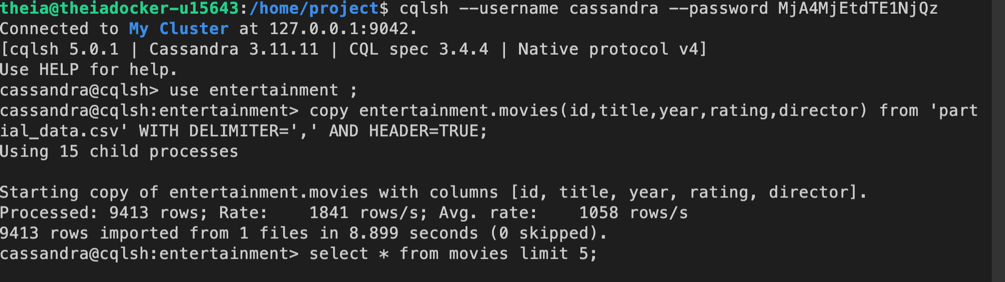 theia@theiadocker-u15643:/home/project$ cqlsh --username cassandra --password MjA4MjEtdTE1NjQz
Connected to My Cluster at 127.0.0.1:9042.
[cqlsh 5.0.1 | Cassandra 3.11.11 | CQL spec 3.4.4 | Native protocol v4]
Use HELP for help.
cassandra@cqlsh> use entertainment ;
cassandra@cqlsh:entertainment> copy entertainment.movies(id,title,year,rating,director) from 'part
ial_data.csv' WITH DELIMITER=',' AND HEADER=TRUE;
Using 15 child processes

Starting copy of entertainment.movies with columns [id, title, year, rating, director].
Processed: 9413 rows; Rate:    1841 rows/s; Avg. rate:    1058 rows/s
9413 rows imported from 1 files in 8.899 seconds (0 skipped).
cassandra@cqlsh:entertainment> select * from movies limit 5;